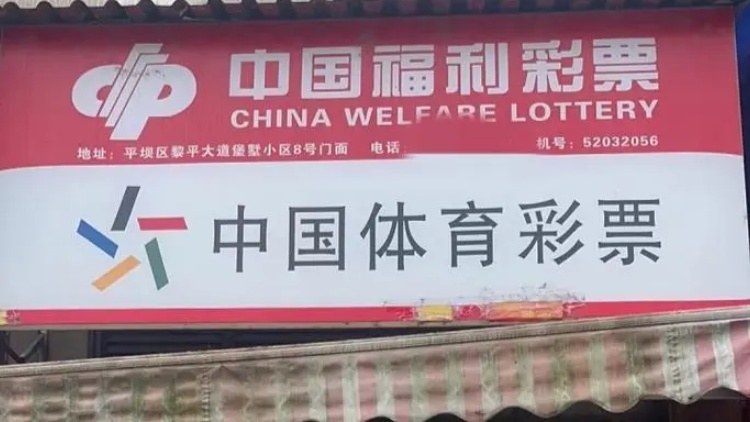 中国福利彩票
CHINA WELFARE LOTTERY
地址：平坝区黎平大道堡墅小区8号门面 电话 机号：52032056
中国体育彩票